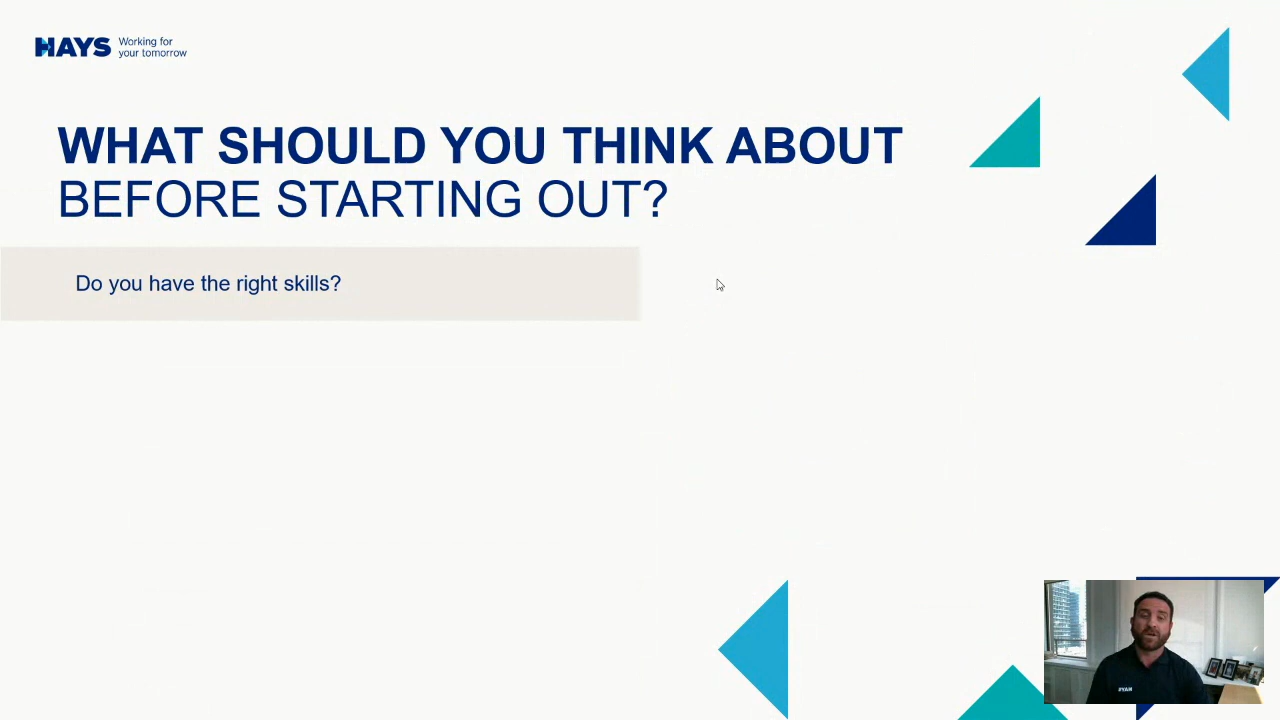 HAYS Working for
your tomorrow
WHAT SHOULD YOU THINK ABOUT
BEFORE STARTING OUT?
Do you have the right skills?